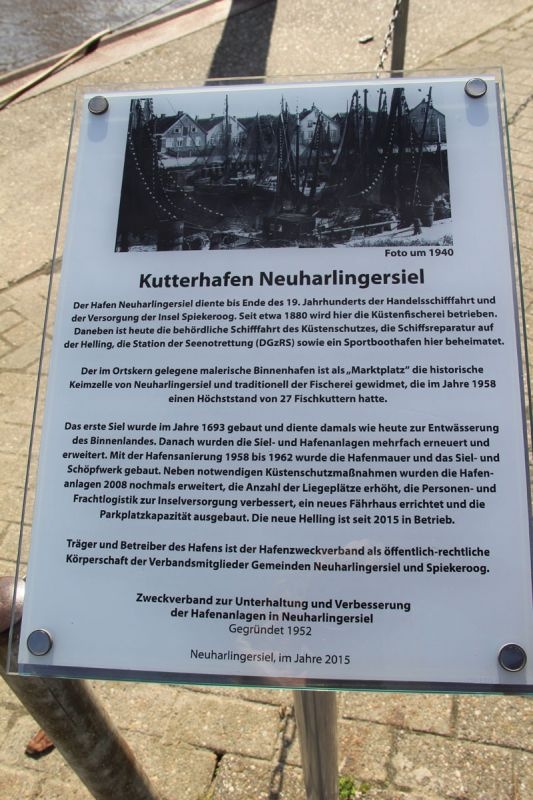 Foto um 1940
Kutterhafen Neuharlingersiel
Der Hafen Neuharlingersiel diente bis Ende des 19. Jahrhunderts der Handelsschifffahrt und
der Versorgung der Insel Spiekeroog. Seit etwa 1880 wird hier die Küstenfischerei betrieben.
Daneben ist heute die behördliche Schifffahrt des Küstenschutzes, die Schiffsreparatur auf
der Helling, die Station der Seenotrettung (DGzRS) sowie ein Sportboothafen hier beheimatet.
Der im Ortskern gelegene malerische Binnenhafen ist als „Marktplatz" die historische
Keimzelle von Neuharlingersiel und traditionell der Fischerei gewidmet, die im Jahre 1958
einen Höchststand von 27 Fischkuttern hatte.
Das erste Siel wurde im Jahre 1693 gebaut und diente damals wie heute zur Entwässerung
des Binnenlandes. Danach wurden die Siel- und Hafenanlagen mehrfach erneuert und
erweitert. Mit der Hafensanierung 1958 bis 1962 wurde die Hafenmauer und das Siel- und
Schöpfwerk gebaut. Neben notwendigen Küstenschutzmaßnahmen wurden die Hafen-
anlagen 2008 nochmals erweitert, die Anzahl der Liegeplätze erhöht, die Personen- und
Frachtlogistik zur Inselversorgung verbessert, ein neues Fährhaus errichtet und die
Parkplatzkapazität ausgebaut. Die neue Helling ist seit 2015 in Betrieb.
Träger und Betreiber des Hafens ist der Hafenzweckverband als öffentlich-rechtliche
Körperschaft der Verbandsmitglieder Gemeinden Neuharlingersiel und Spiekeroog.
Zweckverband zur Unterhaltung und Verbesserung
der Hafenanlagen in Neuharlingersiel
Gegründet 1952
Neuharlingersiel, im Jahre 2015